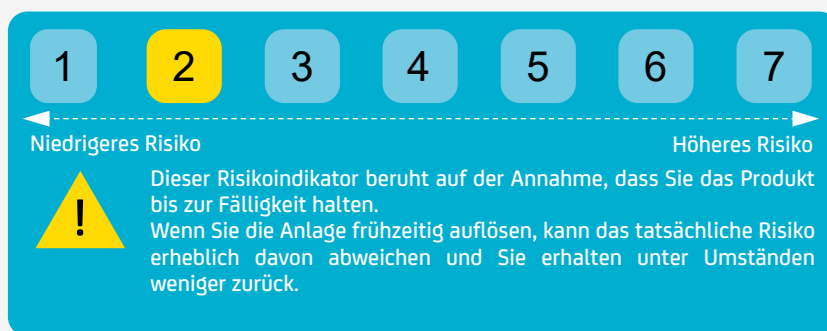 1 2 3 4 5 6 7
Niedrigeres Risiko Höheres Risiko
! Dieser Risikoindikator beruht auf der Annahme, dass Sie das Produkt
bis zur Fälligkeit halten.
Wenn Sie die Anlage frühzeitig auflösen, kann das tatsächliche Risiko
erheblich davon abweichen und Sie erhalten unter Umständen
weniger zurück.